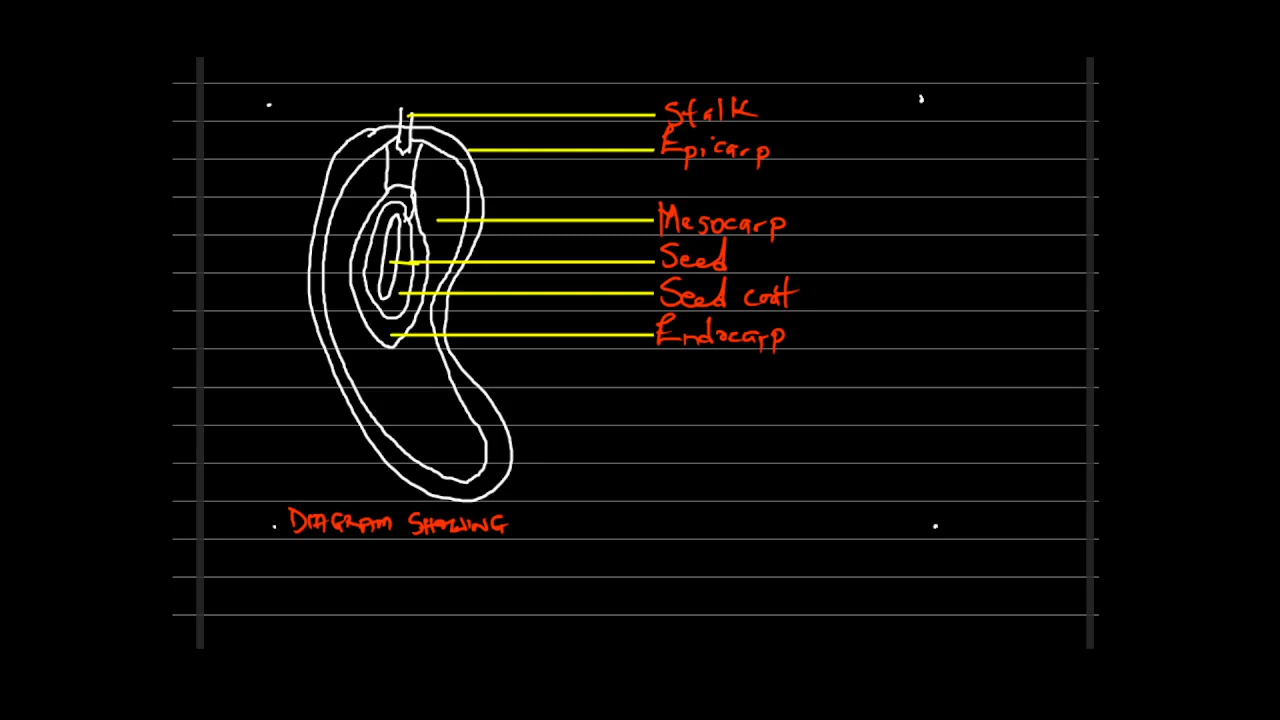 Stalk
Epicarp
Mesocarp
Seed
Seed coat
Endocarp
DIAGRAM SHOWING